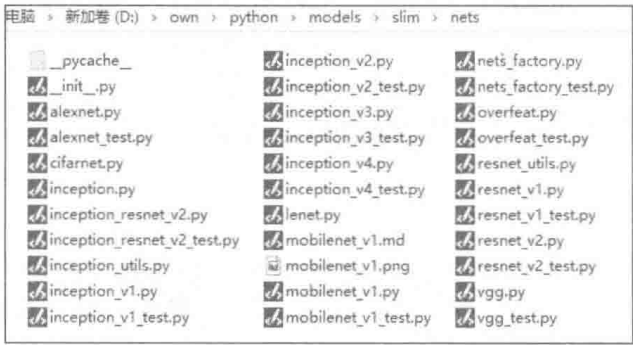 电脑 › 新加卷 (D:) › own › python › models › slim › nets
__pycache__
__init__.py
alexnet.py
alexnet_test.py
cifarnet.py
inception.py
inception_resnet_v2.py
inception_resnet_v2_test.py
inception_utils.py
inception_v1.py
inception_v1_test.py
inception_v2.py
inception_v2_test.py
inception_v3.py
inception_v3_test.py
inception_v4.py
inception_v4_test.py
lenet.py
mobilenet_v1.md
mobilenet_v1.png
mobilenet_v1.py
mobilenet_v1_test.py
nets_factory.py
nets_factory_test.py
overfeat.py
overfeat_test.py
resnet_utils.py
resnet_v1.py
resnet_v1_test.py
resnet_v2.py
resnet_v2_test.py
vgg.py
vgg_test.py